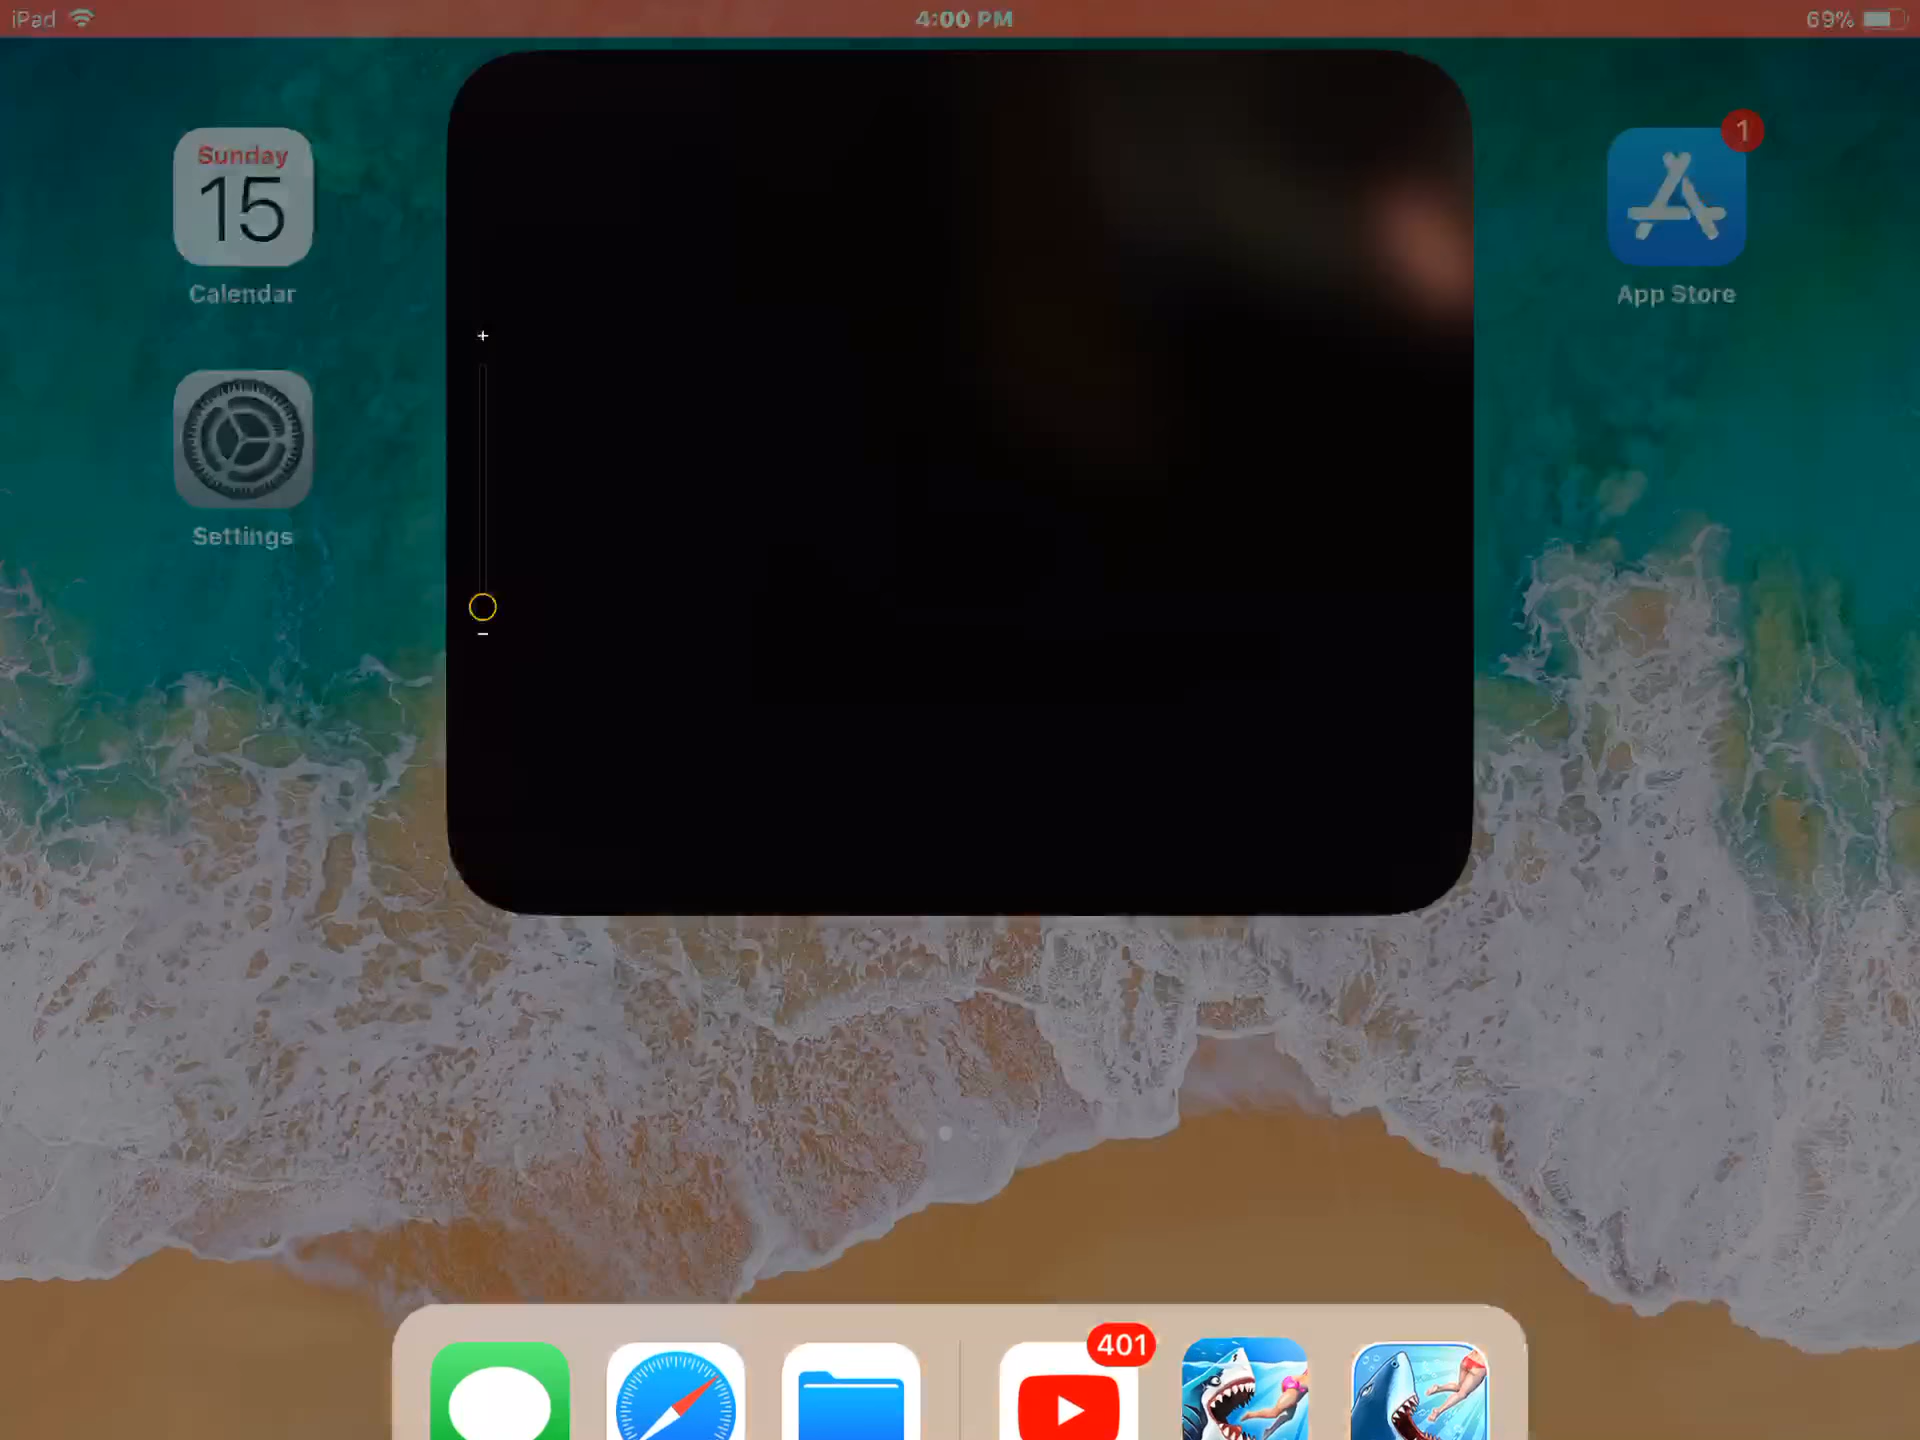 iPad
4:00 PM
69%
Sunday
15
Calendar
1
App Store
+
Settings
−
401